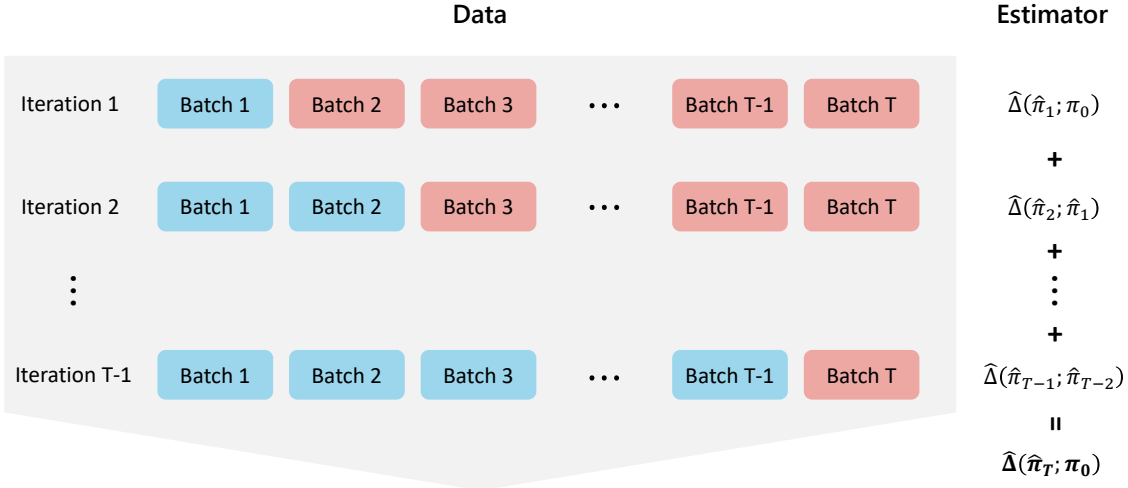 Data Estimator
Iteration 1 Batch 1 Batch 2 Batch 3 ⋯ Batch T-1 Batch T Δ̂(π̂₁; π₀)
+
Iteration 2 Batch 1 Batch 2 Batch 3 ⋯ Batch T-1 Batch T Δ̂(π̂₂; π̂₁)
+
⋮ ⋮
+
Iteration T-1 Batch 1 Batch 2 Batch 3 ⋯ Batch T-1 Batch T Δ̂(π̂_{T−1}; π̂_{T−2})
=
Δ̂(π̂_T; π₀)